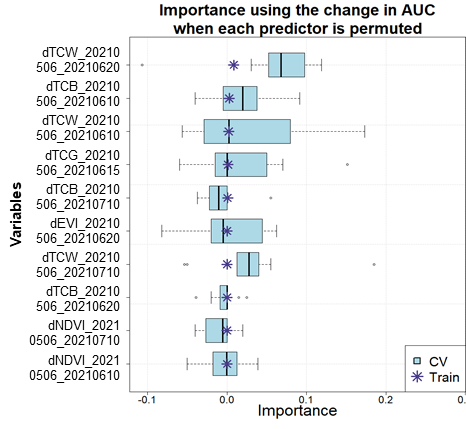 Importance using the change in AUC
when each predictor is permuted
dTCW_20210
506_20210620
dTCB_20210
506_20210610
dTCW_20210
506_20210610
dTCG_20210
506_20210615
dTCB_20210
506_20210710
dEVI_20210
506_20210620
dTCW_20210
506_20210710
dTCB_20210
506_20210620
dNDVI_2021
0506_20210710
dNDVI_2021
0506_20210610
Variables
CV
Train
-0.1 0.0 0.1 0.2 0.
Importance